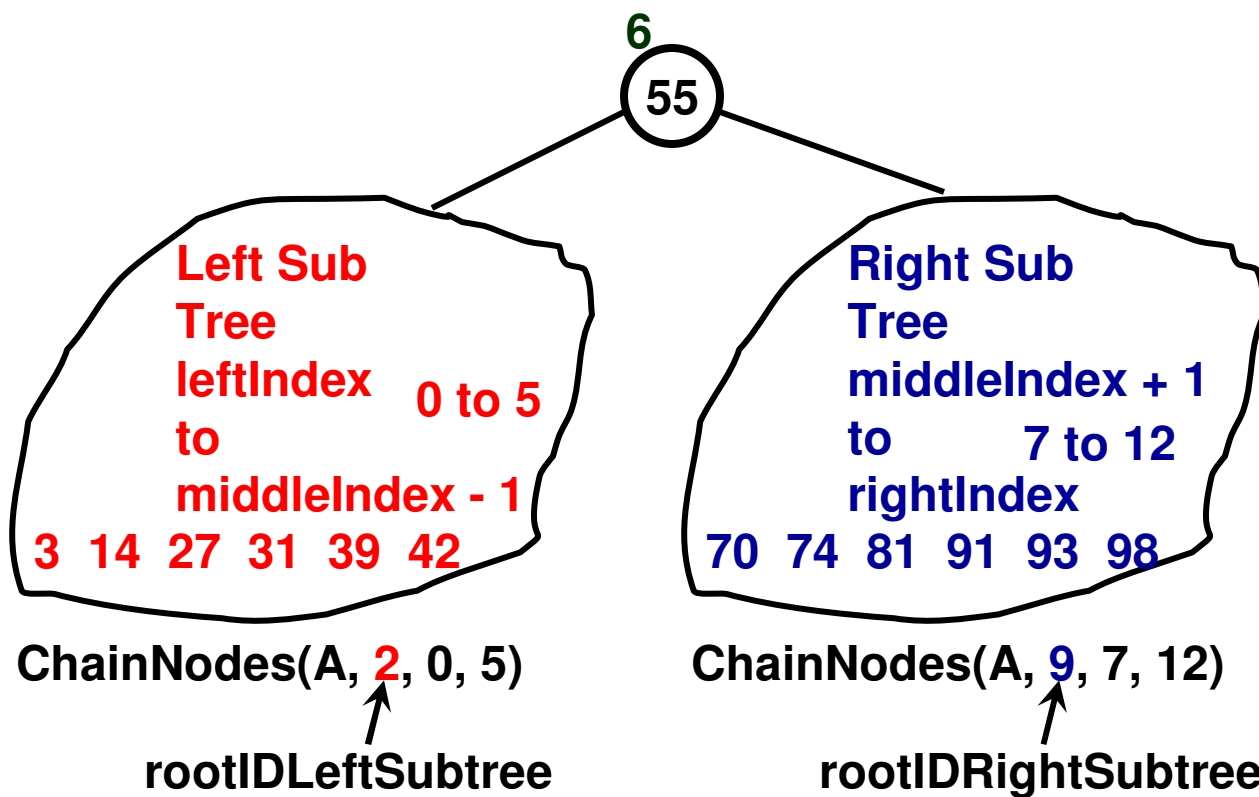 6
55
Left Sub
Tree
leftIndex
0 to 5
to
middleIndex - 1
3 14 27 31 39 42
Right Sub
Tree
middleIndex + 1
to
7 to 12
rightIndex
70 74 81 91 93 98
ChainNodes(A, 2, 0, 5)
rootIDLeftSubtree
ChainNodes(A, 9, 7, 12)
rootIDRightSubtree